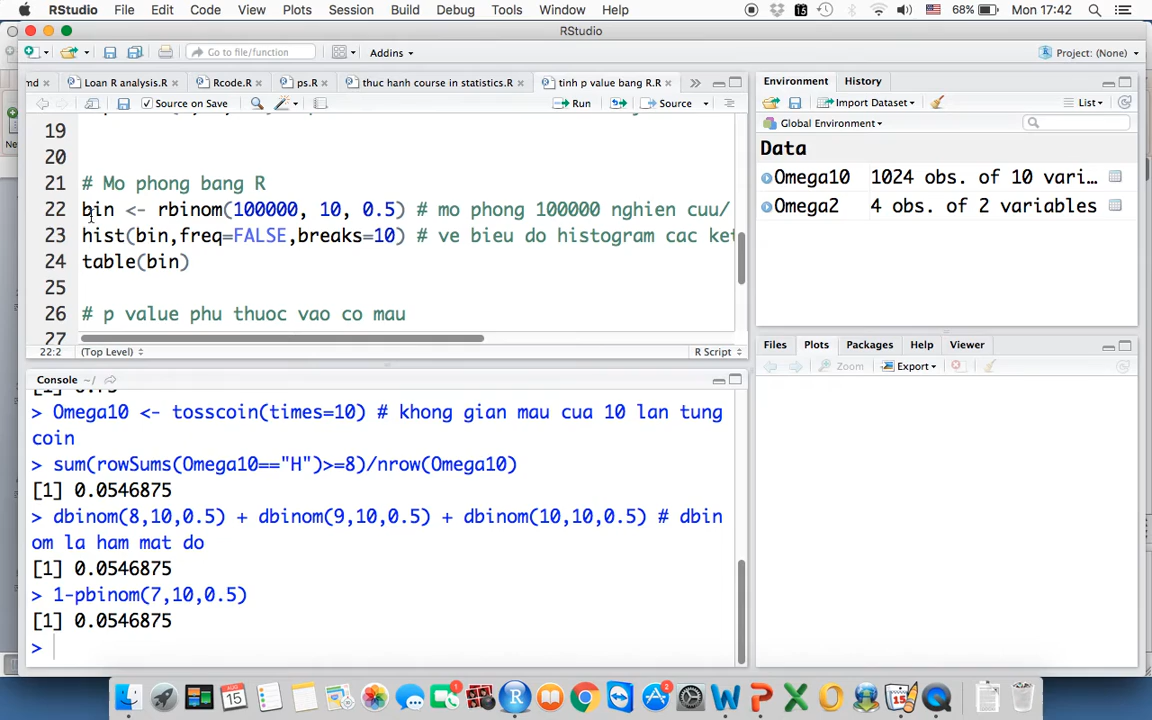 RStudio File Edit Code View Plots Session Build Debug Tools Window Help 15 68% Mon 17:42
RStudio
Go to file/function Addins Project: (None)
md Loan R analysis.R Rcode.R ps.R thuc hanh course in statistics.R tinh p value bang R.R
Source on Save Run Source
19
20
21 # Mo phong bang R
22 bin <- rbinom(100000, 10, 0.5) # mo phong 100000 nghien cuu/
23 hist(bin,freq=FALSE,breaks=10) # ve bieu do histogram cac ket
24 table(bin)
25
26 # p value phu thuoc vao co mau
27
22:2 (Top Level) R Script
Console ~/
> Omega10 <- tosscoin(times=10) # khong gian mau cua 10 lan tung
coin
> sum(rowSums(Omega10=="H")>=8)/nrow(Omega10)
[1] 0.0546875
> dbinom(8,10,0.5) + dbinom(9,10,0.5) + dbinom(10,10,0.5) # dbin
om la ham mat do
[1] 0.0546875
> 1-pbinom(7,10,0.5)
[1] 0.0546875
>
Environment History
Import Dataset List
Global Environment
Data
Omega10 1024 obs. of 10 vari...
Omega2 4 obs. of 2 variables
Files Plots Packages Help Viewer
Zoom Export
AUG
15
1
2